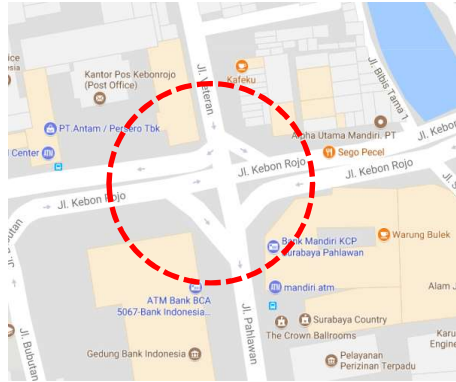 Kantor Pos Kebonrojo
(Post Office)
Jl. Veteran
Kafeku
Jl. Bibis Tama 1
PT.Antam / Persero Tbk
Alpha Utama Mandiri. PT
Center
Sego Pecel
Jl. Kebon
Jl. Kebon Rojo
Jl. Kebon Rojo
Jl. Kebon Rojo
Bank Mandiri KCP
Surabaya Pahlawan
Warung Bulek
ATM Bank BCA
5067-Bank Indonesia...
mandiri atm
Alam
Jl. Bubutan
Jl. Pahlawan
Surabaya Country
The Crown Ballrooms
Gedung Bank Indonesia
Pelayanan
Perizinan Terpadu
Karu
Engine